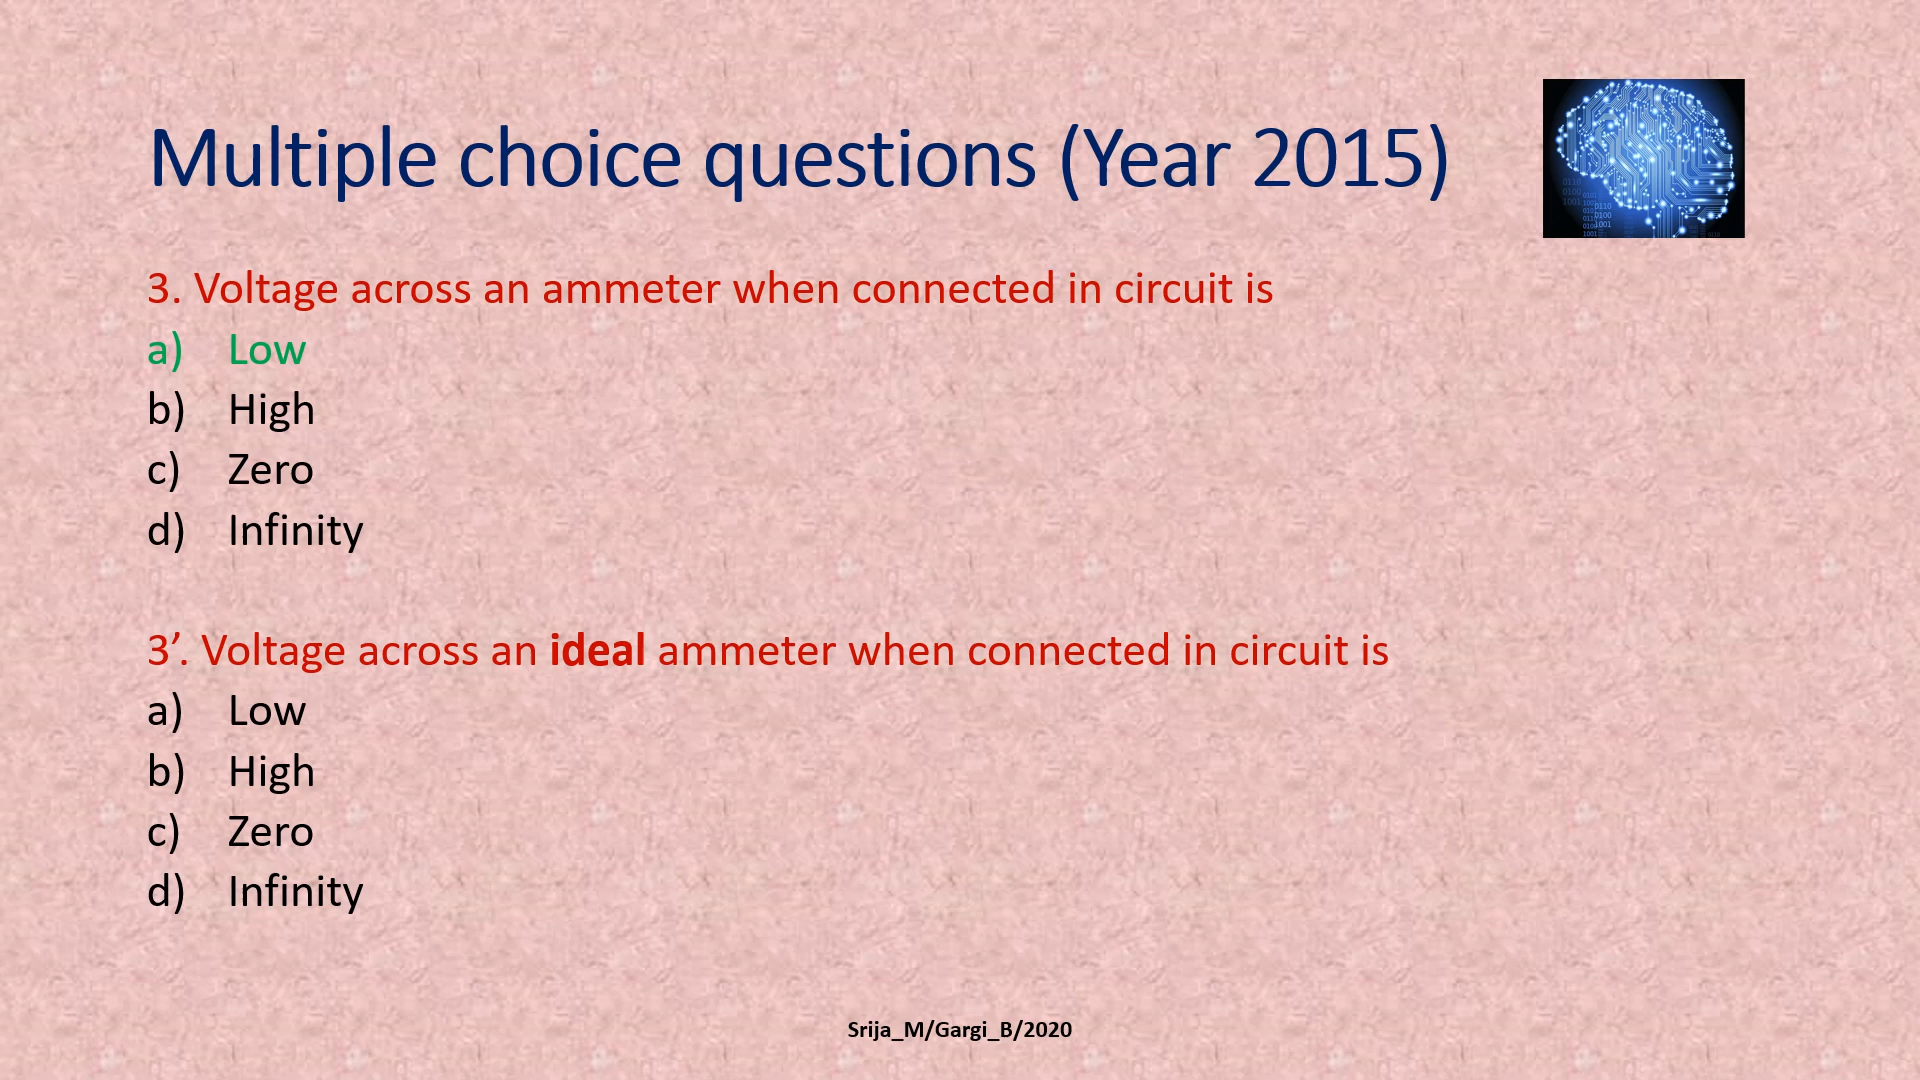 Multiple choice questions (Year 2015)
3. Voltage across an ammeter when connected in circuit is
a) Low
b) High
c) Zero
d) Infinity
3’. Voltage across an ideal ammeter when connected in circuit is
a) Low
b) High
c) Zero
d) Infinity
Srija_M/Gargi_B/2020